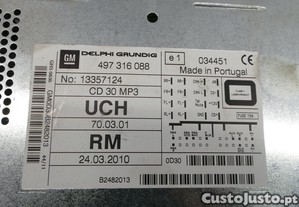 GM DELPHI GRUNDIG
497 316 088
e1 034451
Made in Portugal
No: 13357124
CD 30 MP3
UCH
70.03.01
RM
24.03.2010
0D30
B2482013
CustoJusto.pt